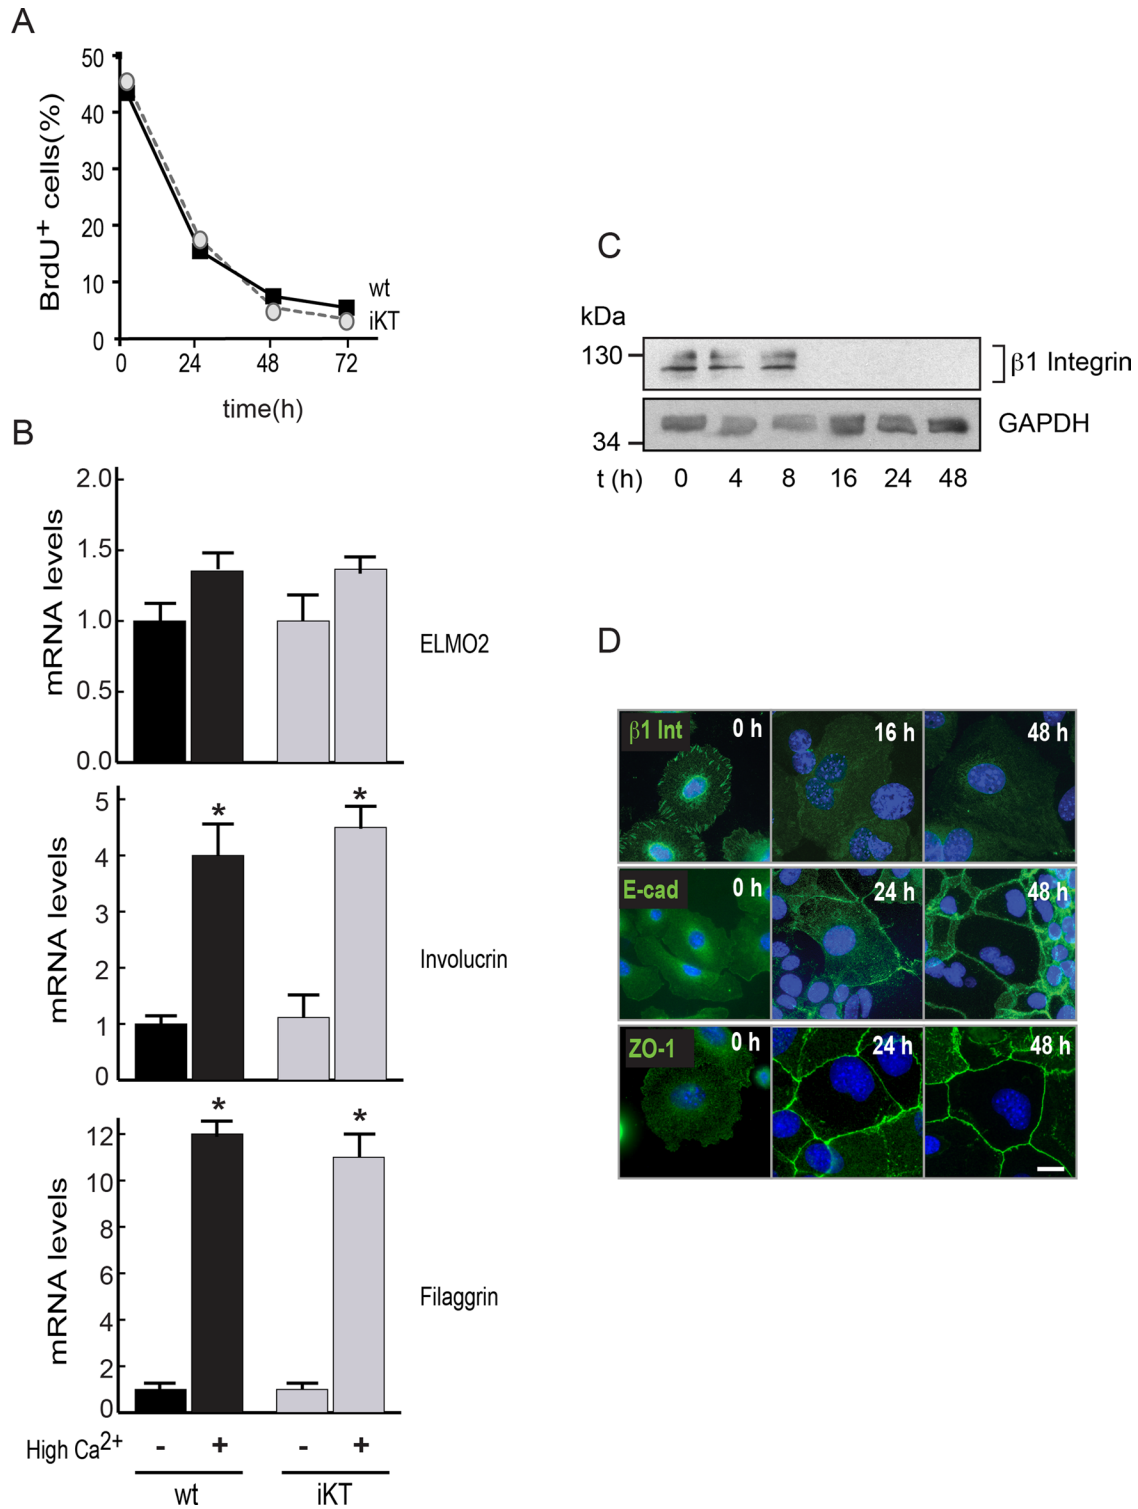 A
50
40
30
20
10
0
BrdU+ cells(%)
wt
iKT
0 24 48 72
time(h)
B
2.0
1.5
1.0
0.5
0.0
mRNA levels
ELMO2
* *
5
4
3
2
1
0
mRNA levels
Involucrin
* *
12
10
8
6
4
2
0
mRNA levels
Filaggrin
High Ca2+ - + - +
wt iKT
C
kDa
130
β1 Integrin
34
GAPDH
t (h) 0 4 8 16 24 48
D
β1 Int 0 h 16 h 48 h
E-cad 0 h 24 h 48 h
ZO-1 0 h 24 h 48 h